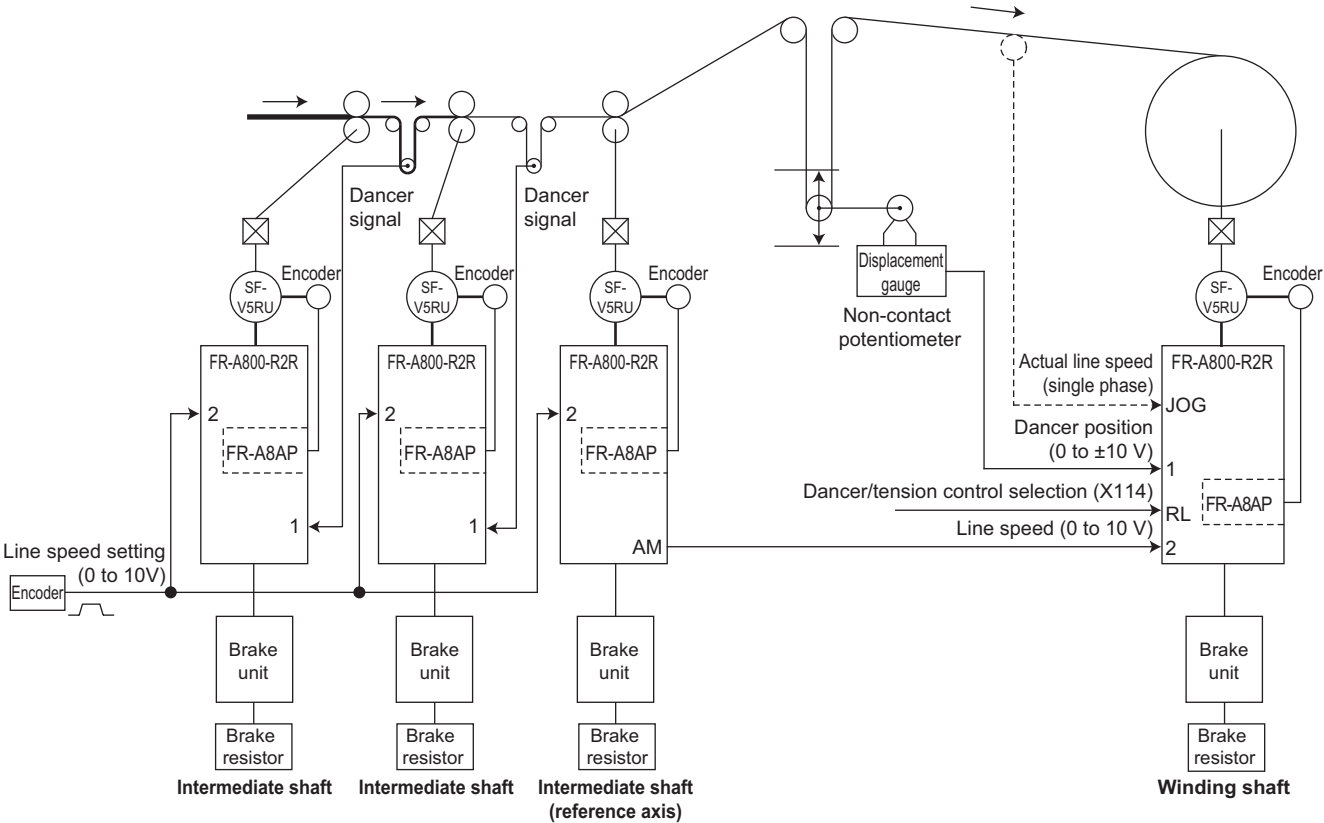 Dancer
signal
Dancer
signal
Encoder
SF-
V5RU
Encoder
SF-
V5RU
Encoder
SF-
V5RU
Displacement
gauge
Non-contact
potentiometer
Encoder
SF-
V5RU
FR-A800-R2R
2
FR-A8AP
1
FR-A800-R2R
2
FR-A8AP
1
FR-A800-R2R
2
FR-A8AP
AM
Actual line speed
(single phase)
Dancer position
(0 to ±10 V)
Dancer/tension control selection (X114)
Line speed (0 to 10 V)
FR-A800-R2R
JOG
1
RL
2
FR-A8AP
Line speed setting
(0 to 10V)
Encoder
Brake
unit
Brake
unit
Brake
unit
Brake
unit
Brake
resistor
Brake
resistor
Brake
resistor
Brake
resistor
Intermediate shaft
Intermediate shaft
Intermediate shaft
(reference axis)
Winding shaft